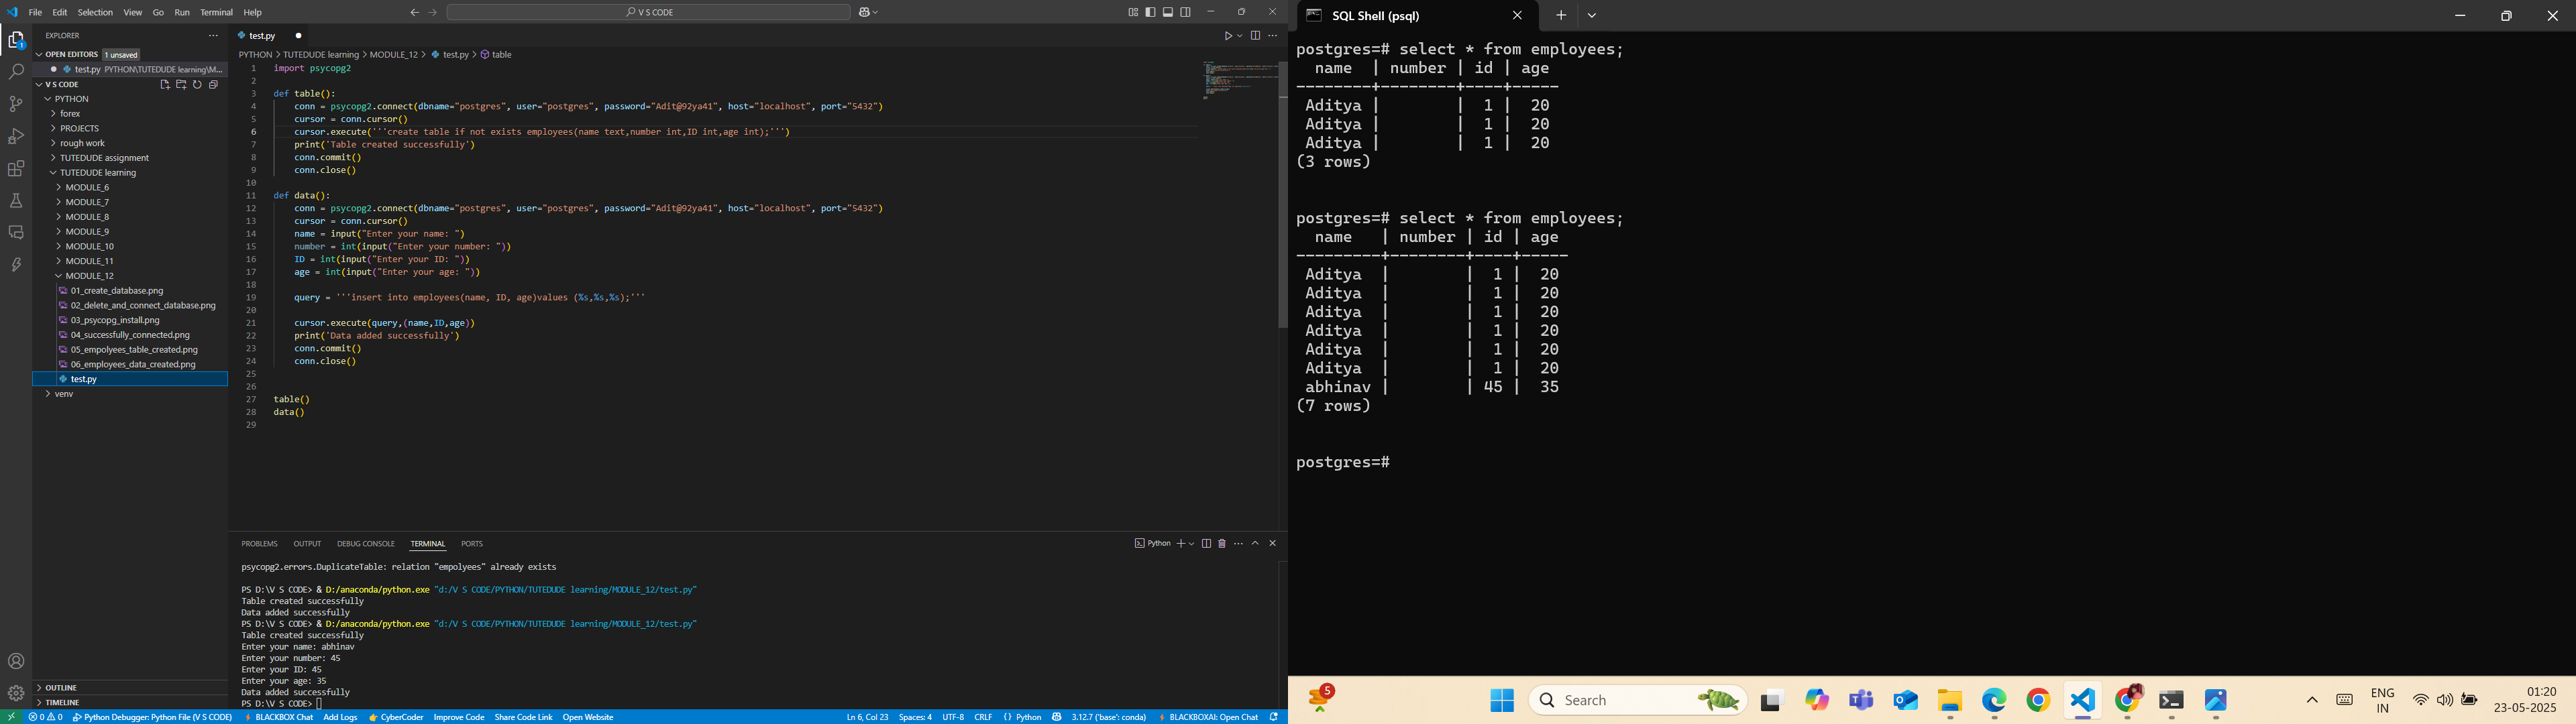 File Edit Selection View Go Run Terminal Help
V S CODE
EXPLORER
OPEN EDITORS 1 unsaved
test.py PYTHON\TUTEDUDE learning\M...
V S CODE
PYTHON
forex
PROJECTS
rough work
TUTEDUDE assignment
TUTEDUDE learning
MODULE_6
MODULE_7
MODULE_8
MODULE_9
MODULE_10
MODULE_11
MODULE_12
01_create_database.png
02_delete_and_connect_database.png
03_psycopg_install.png
04_successfully_connected.png
05_empolyees_table_created.png
06_employees_data_created.png
test.py
venv
OUTLINE
TIMELINE
test.py
PYTHON > TUTEDUDE learning > MODULE_12 > test.py > table
1 import psycopg2
2
3 def table():
4 conn = psycopg2.connect(dbname="postgres", user="postgres", password="Adit@92ya41", host="localhost", port="5432")
5 cursor = conn.cursor()
6 cursor.execute('''create table if not exists employees(name text,number int,ID int,age int);''')
7 print('Table created successfully')
8 conn.commit()
9 conn.close()
10
11 def data():
12 conn = psycopg2.connect(dbname="postgres", user="postgres", password="Adit@92ya41", host="localhost", port="5432")
13 cursor = conn.cursor()
14 name = input("Enter your name: ")
15 number = int(input("Enter your number: "))
16 ID = int(input("Enter your ID: "))
17 age = int(input("Enter your age: "))
18
19 query = '''insert into employees(name, ID, age)values (%s,%s,%s);'''
20
21 cursor.execute(query,(name,ID,age))
22 print('Data added successfully')
23 conn.commit()
24 conn.close()
25
26
27 table()
28 data()
29
PROBLEMS OUTPUT DEBUG CONSOLE TERMINAL PORTS
Python
psycopg2.errors.DuplicateTable: relation "empolyees" already exists
PS D:\V S CODE> & D:/anaconda/python.exe "d:/V S CODE/PYTHON/TUTEDUDE learning/MODULE_12/test.py"
Table created successfully
Data added successfully
PS D:\V S CODE> & D:/anaconda/python.exe "d:/V S CODE/PYTHON/TUTEDUDE learning/MODULE_12/test.py"
Table created successfully
Enter your name: abhinav
Enter your number: 45
Enter your ID: 45
Enter your age: 35
Data added successfully
PS D:\V S CODE>
0 0 Python Debugger: Python File (V S CODE) BLACKBOX Chat Add Logs CyberCoder Improve Code Share Code Link Open Website Ln 6, Col 23 Spaces: 4 UTF-8 CRLF {} Python 3.12.7 ('base': conda) BLACKBOXAI: Open Chat
SQL Shell (psql)
postgres=# select * from employees;
name | number | id | age
--------+--------+----+-----
Aditya | | 1 | 20
Aditya | | 1 | 20
Aditya | | 1 | 20
(3 rows)
postgres=# select * from employees;
name | number | id | age
---------+--------+----+-----
Aditya | | 1 | 20
Aditya | | 1 | 20
Aditya | | 1 | 20
Aditya | | 1 | 20
Aditya | | 1 | 20
Aditya | | 1 | 20
abhinav | | 45 | 35
(7 rows)
postgres=#
5
Search
ENG
IN
01:20
23-05-2025